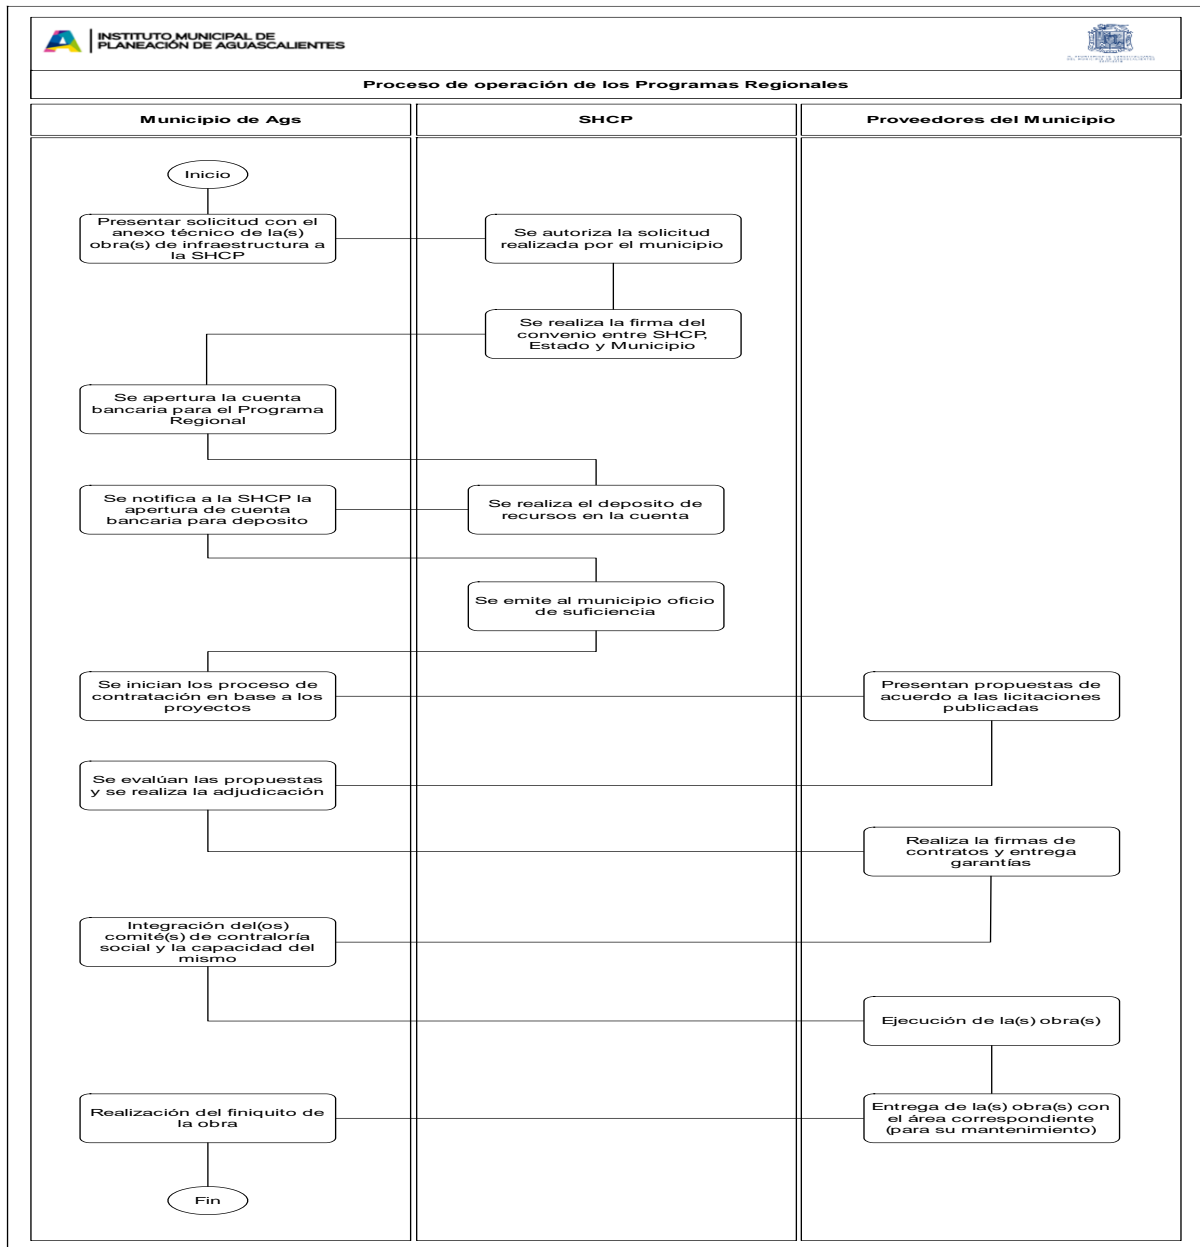 INSTITUTO MUNICIPAL DE
PLANEACIÓN DE AGUASCALIENTES
Proceso de operación de los Programas Regionales
Municipio de Ags
SHCP
Proveedores del Municipio
Inicio
Presentar solicitud con el
anexo técnico de la(s)
obra(s) de infraestructura a
la SHCP
Se autoriza la solicitud
realizada por el municipio
Se realiza la firma del
convenio entre SHCP,
Estado y Municipio
Se apertura la cuenta
bancaria para el Programa
Regional
Se notifica a la SHCP la
apertura de cuenta
bancaria para deposito
Se realiza el deposito de
recursos en la cuenta
Se emite al municipio oficio
de suficiencia
Se inician los proceso de
contratación en base a los
proyectos
Presentan propuestas de
acuerdo a las licitaciones
publicadas
Se evalúan las propuestas
y se realiza la adjudicación
Realiza la firmas de
contratos y entrega
garantías
Integración del(os)
comité(s) de contraloría
social y la capacidad del
mismo
Ejecución de la(s) obra(s)
Realización del finiquito de
la obra
Entrega de la(s) obra(s) con
el área correspondiente
(para su mantenimiento)
Fin